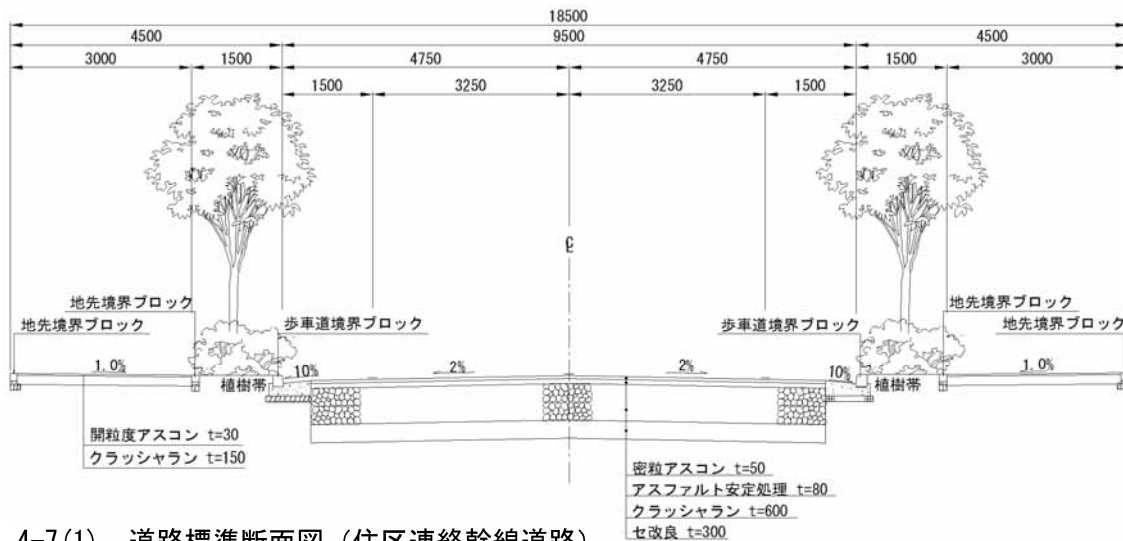 18500
4500 9500 4500
3000 1500 4750 4750 1500 3000
1500 3250 3250 1500
℄
地先境界ブロック 地先境界ブロック
地先境界ブロック 歩車道境界ブロック 歩車道境界ブロック 地先境界ブロック
1.0% 植樹帯 10% 2% 2% 10% 植樹帯 1.0%
開粒度アスコン t=30
クラッシャラン t=150
密粒アスコン t=50
アスファルト安定処理 t=80
クラッシャラン t=600
セ改良 t=300
4-7(1) 道路標準断面図（住区連絡幹線道路）